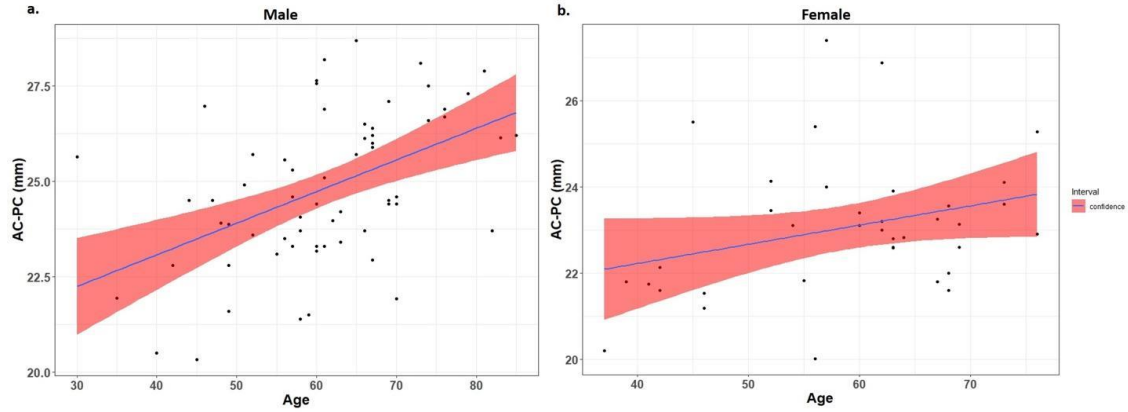 a.
Male
AC-PC (mm)
27.5
25.0
22.5
20.0
30 40 50 60 70 80
Age
b.
Female
AC-PC (mm)
26
24
22
20
40 50 60 70
Age
Interval
confidence